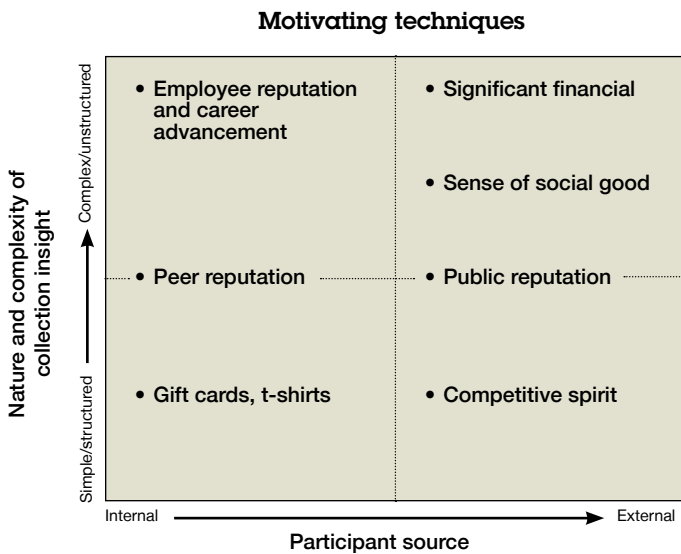 Motivating techniques
Nature and complexity of
collection insight
Complex/unstructured
Simple/structured
• Employee reputation
and career
advancement
• Significant financial
• Sense of social good
• Peer reputation
• Public reputation
• Gift cards, t-shirts
• Competitive spirit
Internal
External
Participant source